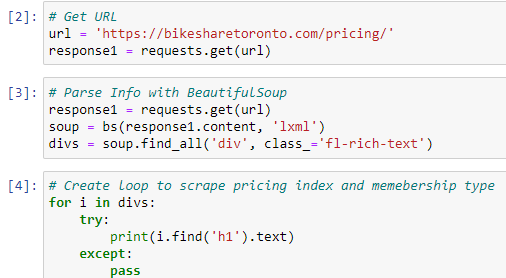 [2]: # Get URL
url = 'https://bikesharetoronto.com/pricing/'
response1 = requests.get(url)
[3]: # Parse Info with BeautifulSoup
response1 = requests.get(url)
soup = bs(response1.content, 'lxml')
divs = soup.find_all('div', class_='fl-rich-text')
[4]: # Create loop to scrape pricing index and memebership type
for i in divs:
    try:
        print(i.find('h1').text)
    except:
        pass